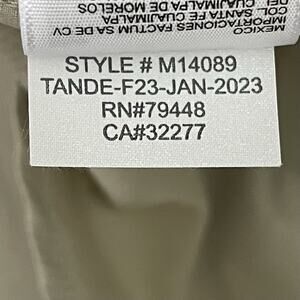 MEXICO
IMPORTACIONES FACTUM SA DE CV
COL. SANTA FE CUAJIMALPA
DE CUAJIMALPA DE MORELOS
STYLE # M14089
TANDE-F23-JAN-2023
RN#79448
CA#32277